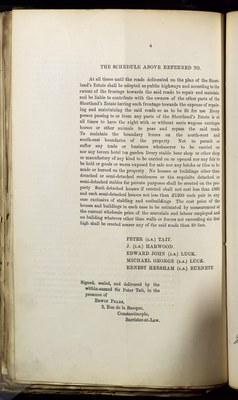 4
THE SCHEDULE ABOVE REFERRED TO.
At all times until the roads delineated on the plan of the Short-
land's Estate shall be adopted as public highways and according to the
extent of the frontage towards the said roads to repair and maintain
and be liable to contribute with the owners of the other parts of the
Shortland's Estate having such frontage towards the expense of repair-
ing and maintaining the said roads so as to be fit for use Every
person passing to or from any parts of the Shortland's Estate is at
all times to have the right with or without carts wagons carriages
horses or other animals to pass and repass the said roads
To maintain the boundary fences on the north-east and
south-east boundaries of the property Not to permit or
suffer any trade or business whatsoever to be carried on
nor any tavern hotel tea garden livery stable beer shop or other shop
or manufactory of any kind to be carried on or opened nor any fair to
be held or goods or wares exposed for sale nor any bricks or tiles to be
made or burned on the property No houses or buildings other than
detached or semi-detached residences or the requisite detached or
semi-detached stables for private purposes shall be erected on the pro-
perty Each detached house if erected shall not cost less than
and each semi-detached houses not less than £1200 each pair in any
case exclusive of stabling and outbuildings The cost price of the
houses and buildings in each case to be estimated by measurement at
the current wholesale price of the materials and labour employed and
no building whatever other than walls or fences not exceeding six feet
high shall be erected nearer any of the said roads than feet.
PETER (L.S.) TAIT.
J. (L.S.) HARWOOD.
EDWARD JOHN (L.S.) LUCK.
MICHAEL GEORGE (L.S.) LUCK.
ERNEST HERSHAM (L.S.) BURNETT.
Signed, sealed, and delivered by the
within-named Sir Peter Tait, in the
presence of
EDWIN PEARS,
2, Rue de la Banque,
Constantinople,
Barrister-at-Law.